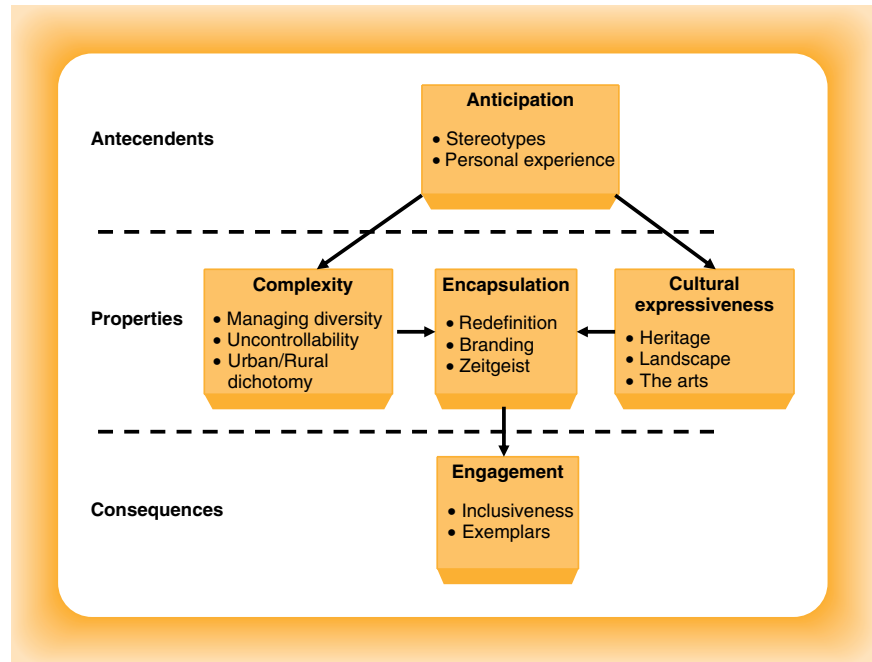 Anticipation
Antecendents
• Stereotypes
• Personal experience
Properties
Complexity
• Managing diversity
• Uncontrollability
• Urban/Rural
dichotomy
Encapsulation
• Redefinition
• Branding
• Zeitgeist
Cultural
expressiveness
• Heritage
• Landscape
• The arts
Consequences
Engagement
• Inclusiveness
• Exemplars